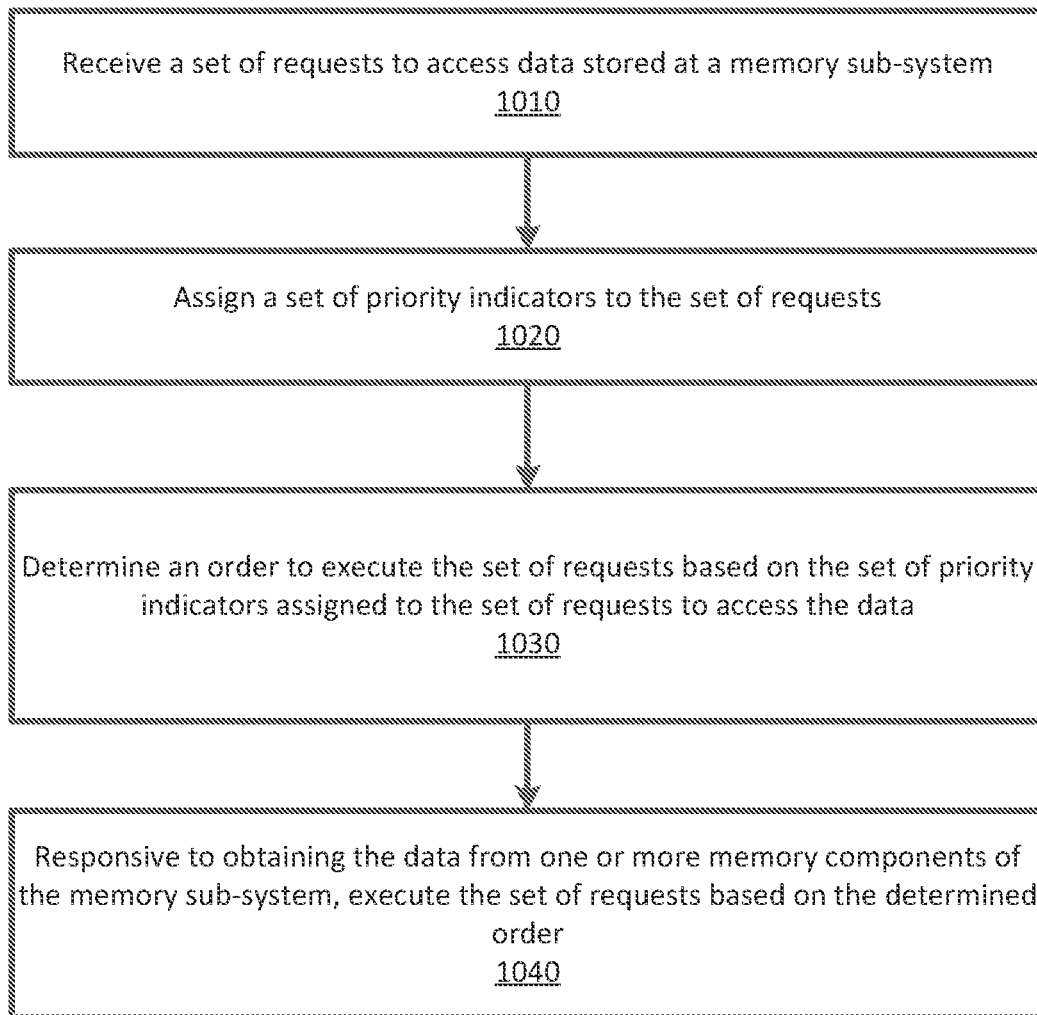 Receive a set of requests to access data stored at a memory sub-system
1010
Assign a set of priority indicators to the set of requests
1020
Determine an order to execute the set of requests based on the set of priority
indicators assigned to the set of requests to access the data
1030
Responsive to obtaining the data from one or more memory components of
the memory sub-system, execute the set of requests based on the determined
order
1040